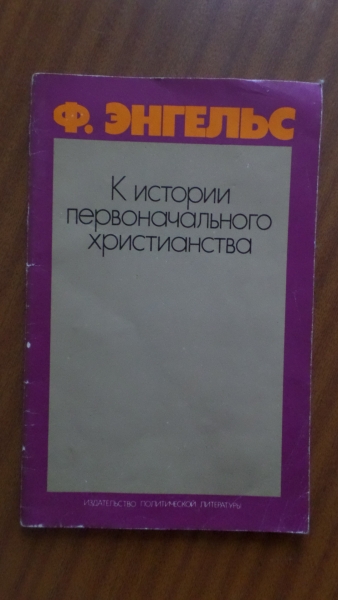 Ф. ЭНГЕЛЬС
К истории
первоначального
христианства
ИЗДАТЕЛЬСТВО ПОЛИТИЧЕСКОЙ ЛИТЕРАТУРЫ